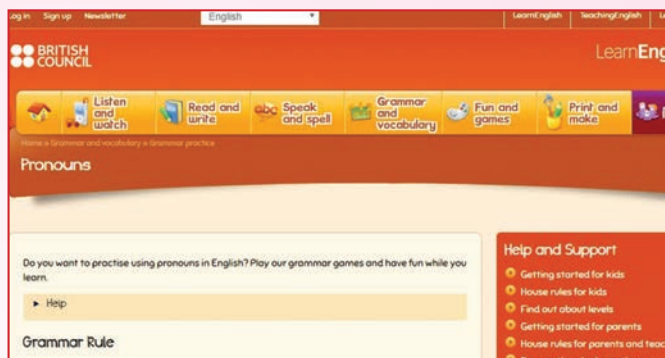 Log in Sign up Newsletter English LearnEnglish TeachingEnglish
BRITISH
COUNCIL
LearnEng
Listen
and
watch
Read and
write
abc Speak
and spell
Grammar
and
vocabulary
Fun and
games
Print and
make
Home » Grammar and vocabulary » Grammar practice
Pronouns
Do you want to practise using pronouns in English? Play our grammar games and have fun while you
learn.
► Help
Grammar Rule
Help and Support
Getting started for kids
House rules for kids
Find out about levels
Getting started for parents
House rules for parents and teac